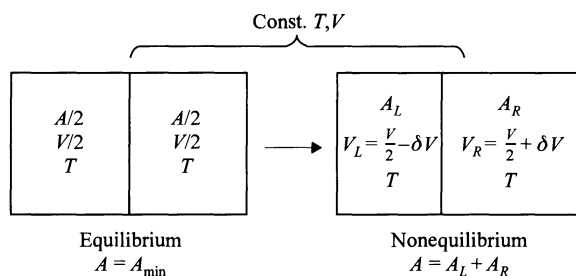 Const. T,V
A/2
V/2
T
A/2
V/2
T
A_L
V_L = V/2 − δV
T
A_R
V_R = V/2 + δV
T
Equilibrium
A = A_min
Nonequilibrium
A = A_L + A_R